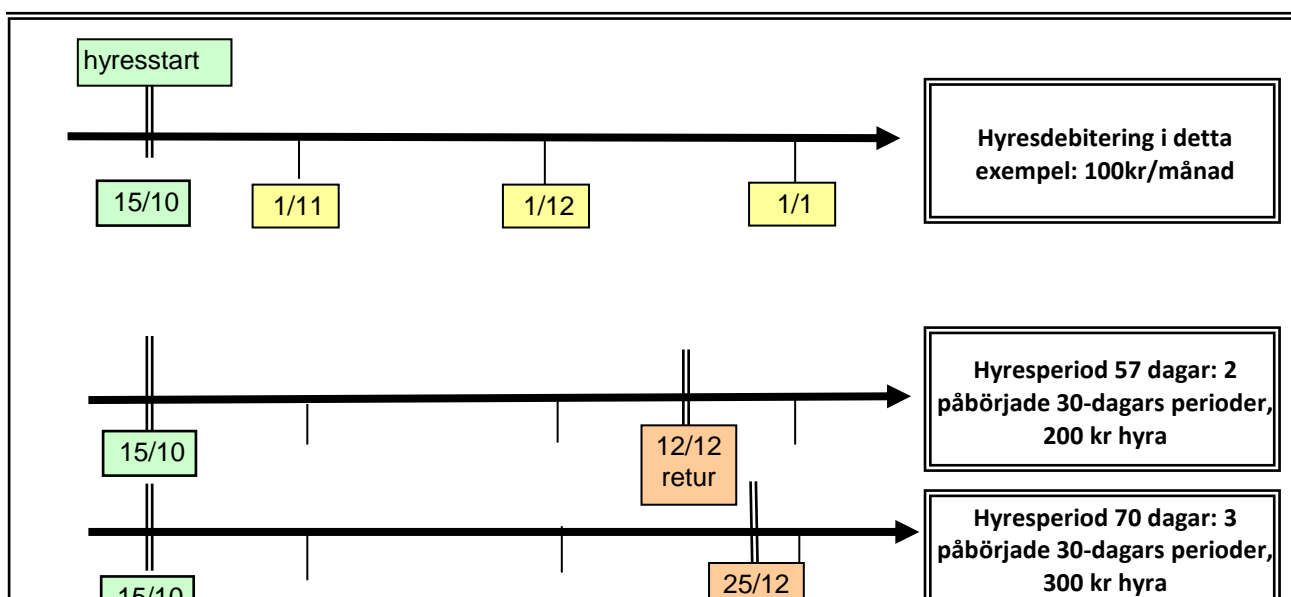 hyresstart
Hyresdebitering i detta
exempel: 100kr/månad
15/10
1/11
1/12
1/1
Hyresperiod 57 dagar: 2
påbörjade 30-dagars perioder,
200 kr hyra
15/10
12/12
retur
Hyresperiod 70 dagar: 3
påbörjade 30-dagars perioder,
300 kr hyra
15/10
25/12